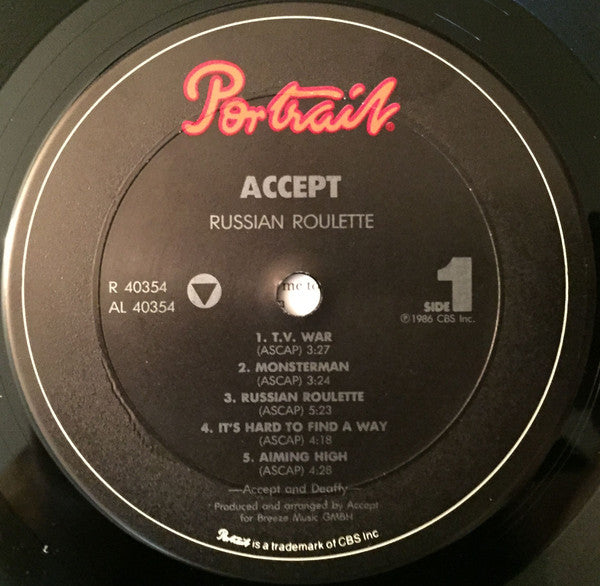 Portrait®
ACCEPT
RUSSIAN ROULETTE
R 40354
AL 40354
SIDE 1
℗1986 CBS Inc.
me to
1. T.V. WAR
(ASCAP) 3:27
2. MONSTERMAN
(ASCAP) 3:24
3. RUSSIAN ROULETTE
(ASCAP) 5:23
4. IT'S HARD TO FIND A WAY
(ASCAP) 4:18
5. AIMING HIGH
(ASCAP) 4:28
—Accept and Deaffy—
Produced and arranged by Accept
for Breeze Music GMBH
Portrait is a trademark of CBS Inc